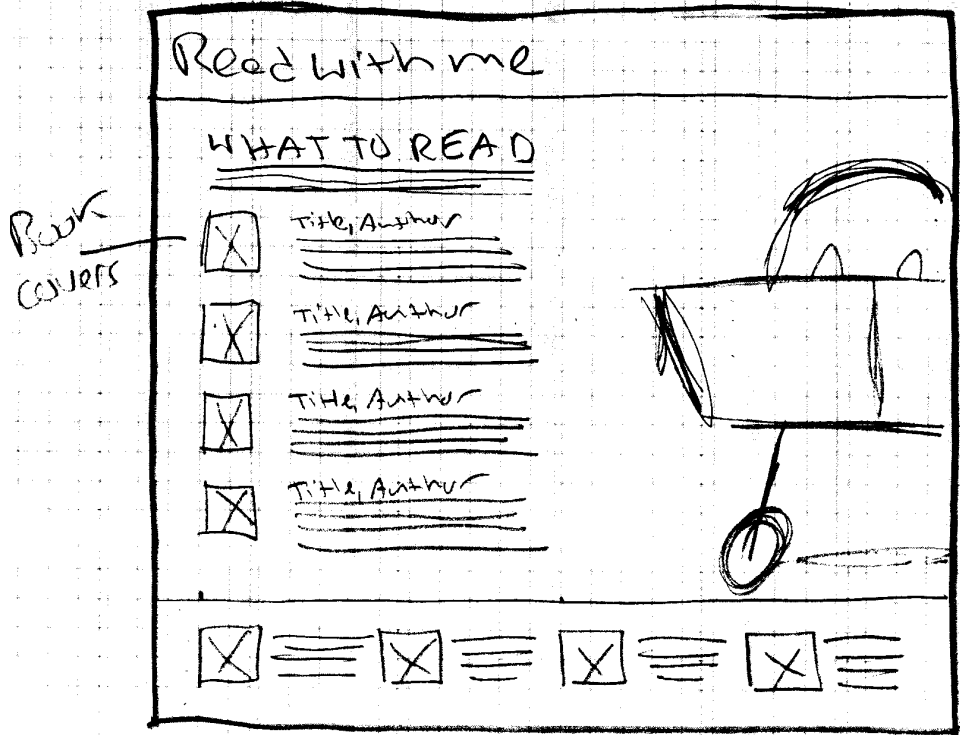 Read with me
WHAT TO READ
Book
covers
Title, Author
Title, Author
Title, Author
Title, Author